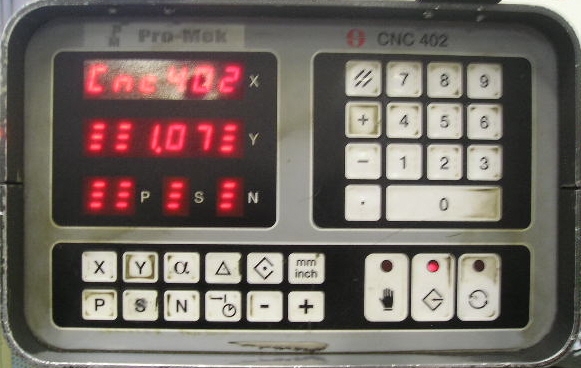 Pro-Mek
CNC 402
Cnc402 X
1,07 Y
P S N
7 8 9
+ 4 5 6
- 1 2 3
. 0
X Y α Δ mm inch
P S N - +